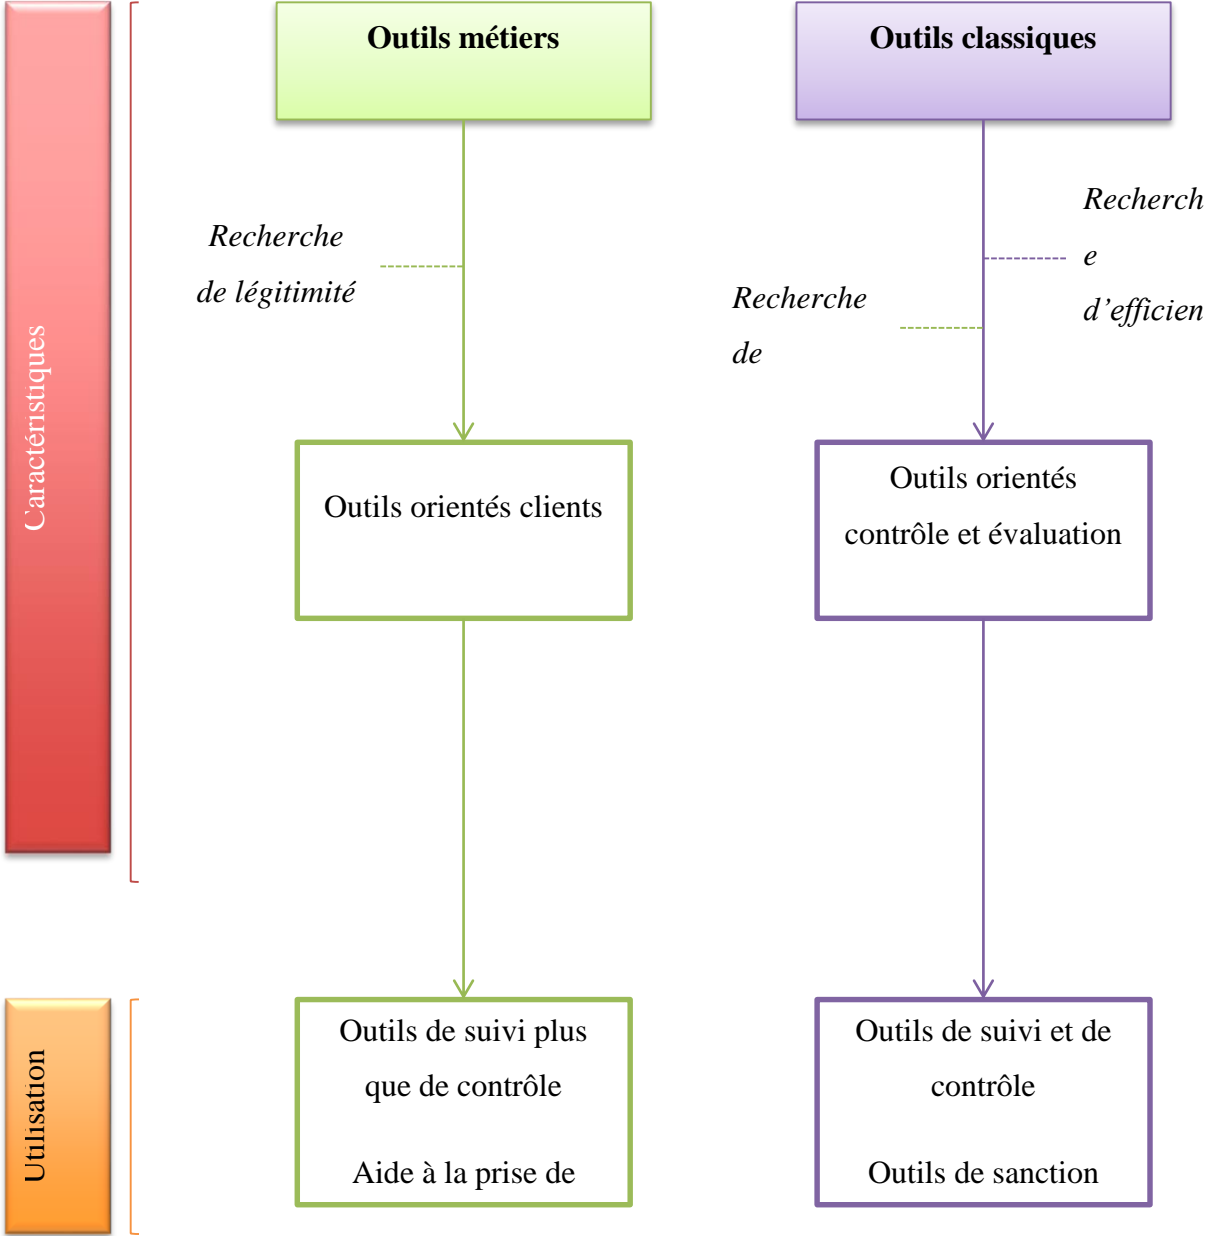 Caractéristiques
Outils métiers
Outils classiques
Recherche
de légitimité
Recherche
de
Recherch
e
d’efficien
Outils orientés clients
Outils orientés
contrôle et évaluation
Utilisation
Outils de suivi plus
que de contrôle
Aide à la prise de
Outils de suivi et de
contrôle
Outils de sanction